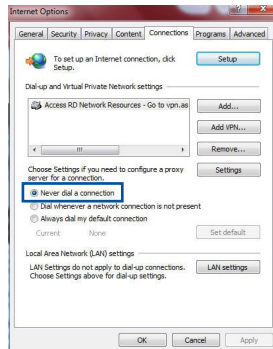 Internet Options
General Security Privacy Content Connections Programs Advanced
To set up an Internet connection, click
Setup.
Setup
Dial-up and Virtual Private Network settings
Access RD Network Resources - Go to vpn.as
Add...
Add VPN...
Remove...
Choose Settings if you need to configure a proxy
server for a connection.
Settings
Never dial a connection
Dial whenever a network connection is not present
Always dial my default connection
Current None
Set default
Local Area Network (LAN) settings
LAN Settings do not apply to dial-up connections.
Choose Settings above for dial-up settings.
LAN settings
OK Cancel Apply